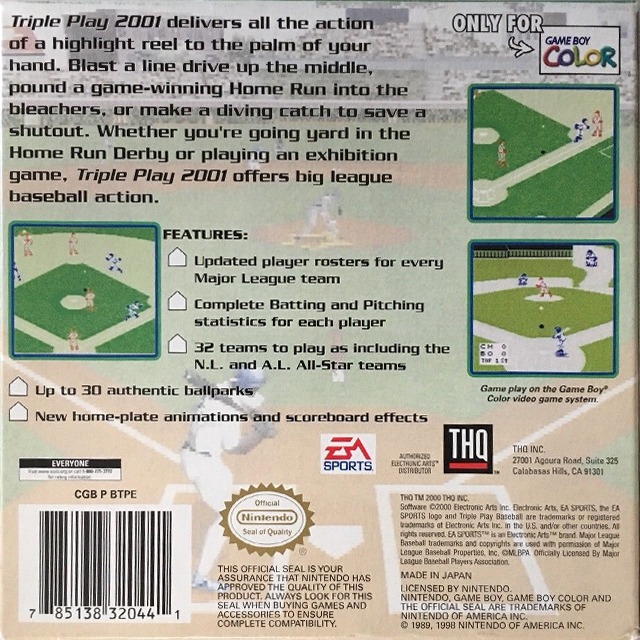 Triple Play 2001 delivers all the action
of a highlight reel to the palm of your
hand. Blast a line drive up the middle,
pound a game-winning Home Run into the
bleachers, or make a diving catch to save a
shutout. Whether you're going yard in the
Home Run Derby or playing an exhibition
game, Triple Play 2001 offers big league
baseball action.
ONLY FOR
GAME BOY
COLOR
FEATURES:
Updated player rosters for every
Major League team
Complete Batting and Pitching
statistics for each player
32 teams to play as including the
N.L. and A.L. All-Star teams
Up to 30 authentic ballparks
New home-plate animations and scoreboard effects
Game play on the Game Boy®
Color video game system.
EVERYONE
Visit www.esrb.org or call 1-800-771-3772
for rating information.
CGB P BTPE
7 85138 32044 1
EA
SPORTS
AUTHORIZED
ELECTRONIC ARTS™
DISTRIBUTOR
THQ
THQ INC.
27001 Agoura Road, Suite 325
Calabasas Hills, CA 91301
Official
Nintendo
Seal of Quality
®
THIS OFFICIAL SEAL IS YOUR
ASSURANCE THAT NINTENDO HAS
APPROVED THE QUALITY OF THIS
PRODUCT. ALWAYS LOOK FOR THIS
SEAL WHEN BUYING GAMES AND
ACCESSORIES TO ENSURE
COMPLETE COMPATIBILITY.
THQ TM 2000 THQ INC.
Software ©2000 Electronic Arts Inc. Electronic Arts, EA SPORTS, the EA
SPORTS logo and Triple Play Baseball are trademarks or registered
trademarks of Electronic Arts Inc. in the U.S. and/or other countries. All
rights reserved. EA SPORTS™ is an Electronic Arts™ brand. Major League
Baseball trademarks and copyrights are used with permission of Major
League Baseball Properties, Inc. ©MLBPA Officially Licensed By Major
League Baseball Players Association.
MADE IN JAPAN
LICENSED BY NINTENDO.
NINTENDO, GAME BOY, GAME BOY COLOR AND
THE OFFICIAL SEAL ARE TRADEMARKS OF
NINTENDO OF AMERICA INC.
© 1989, 1998 NINTENDO OF AMERICA INC.